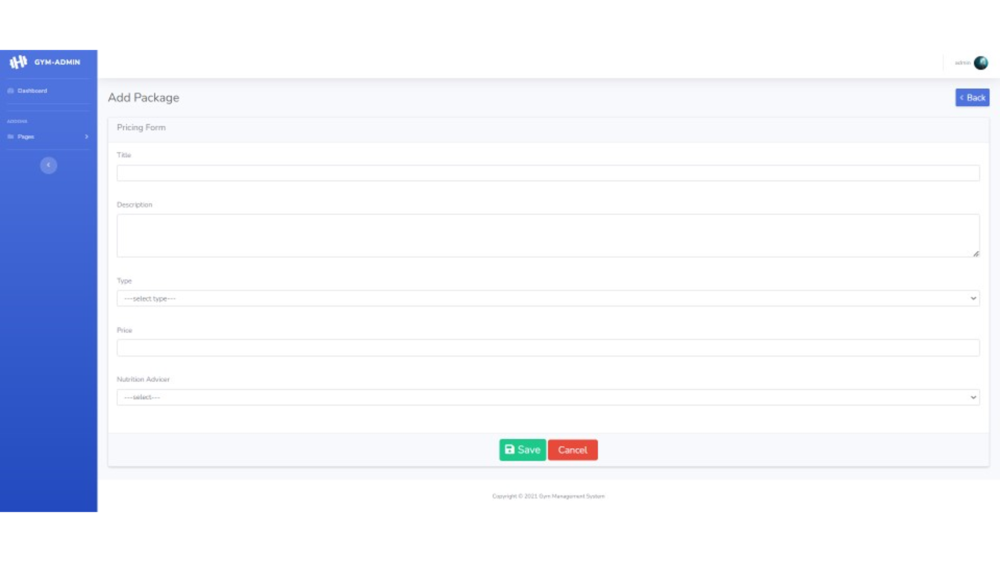 GYM-ADMIN
admin
Dashboard
ADDONS
Pages
Add Package
< Back
Pricing Form
Title
Description
Type
---select type---
Price
Nutrition Advicer
---select---
Save
Cancel
Copyright © 2021 Gym Management System